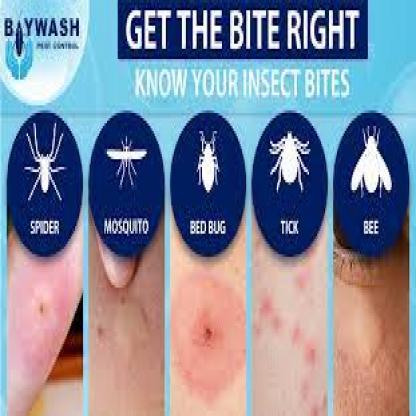 BAYWASH
PEST CONTROL
GET THE BITE RIGHT
KNOW YOUR INSECT BITES
SPIDER
MOSQUITO
BED BUG
TICK
BEE